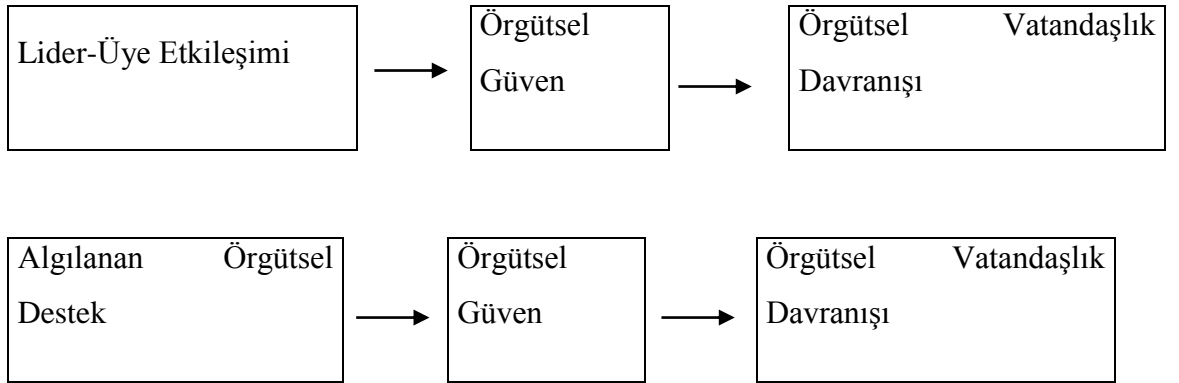 Lider-Üye Etkileşimi
Örgütsel
Güven
Örgütsel Vatandaşlık
Davranışı
Algılanan Örgütsel
Destek
Örgütsel
Güven
Örgütsel Vatandaşlık
Davranışı